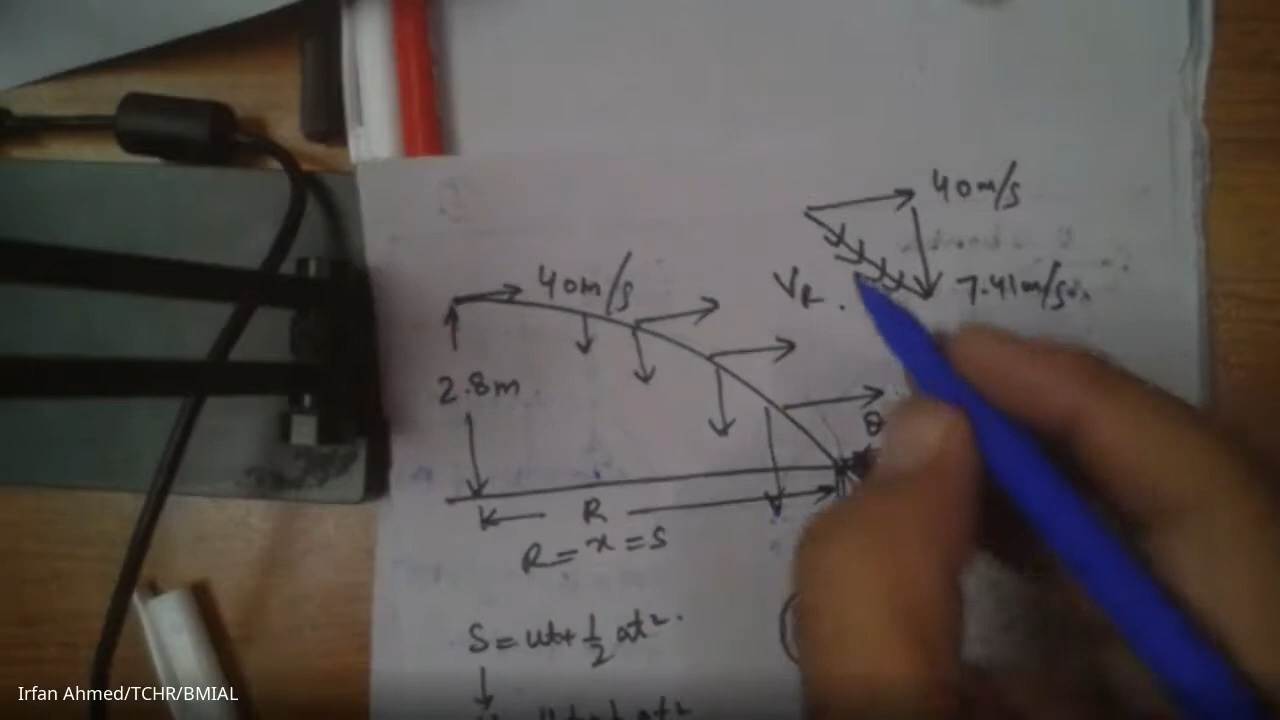 40m/s
7.41m/s
VR
40m/s
2.8m
θ
R
R = x = s
S = ut + ½ at².
Irfan Ahmed/TCHR/BMIAL